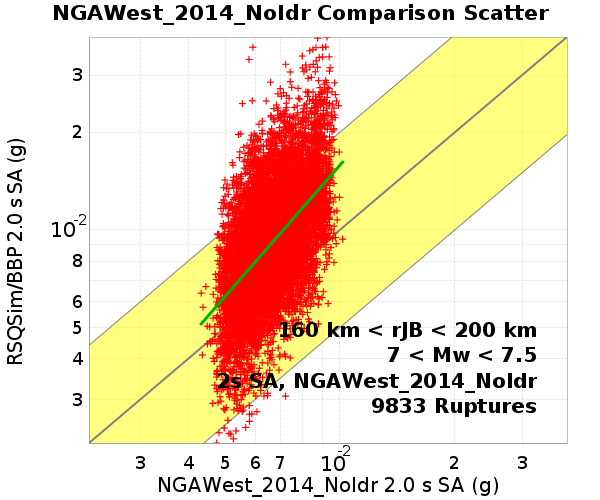 NGAWest_2014_NoIdr Comparison Scatter
RSQSim/BBP 2.0 s SA (g)
3
2
10-2
8
6
5
4
3
160 km < rJB < 200 km
7 < Mw < 7.5
2s SA, NGAWest_2014_NoIdr
9833 Ruptures
3 4 5 6 7 10-2 2 3
NGAWest_2014_NoIdr 2.0 s SA (g)